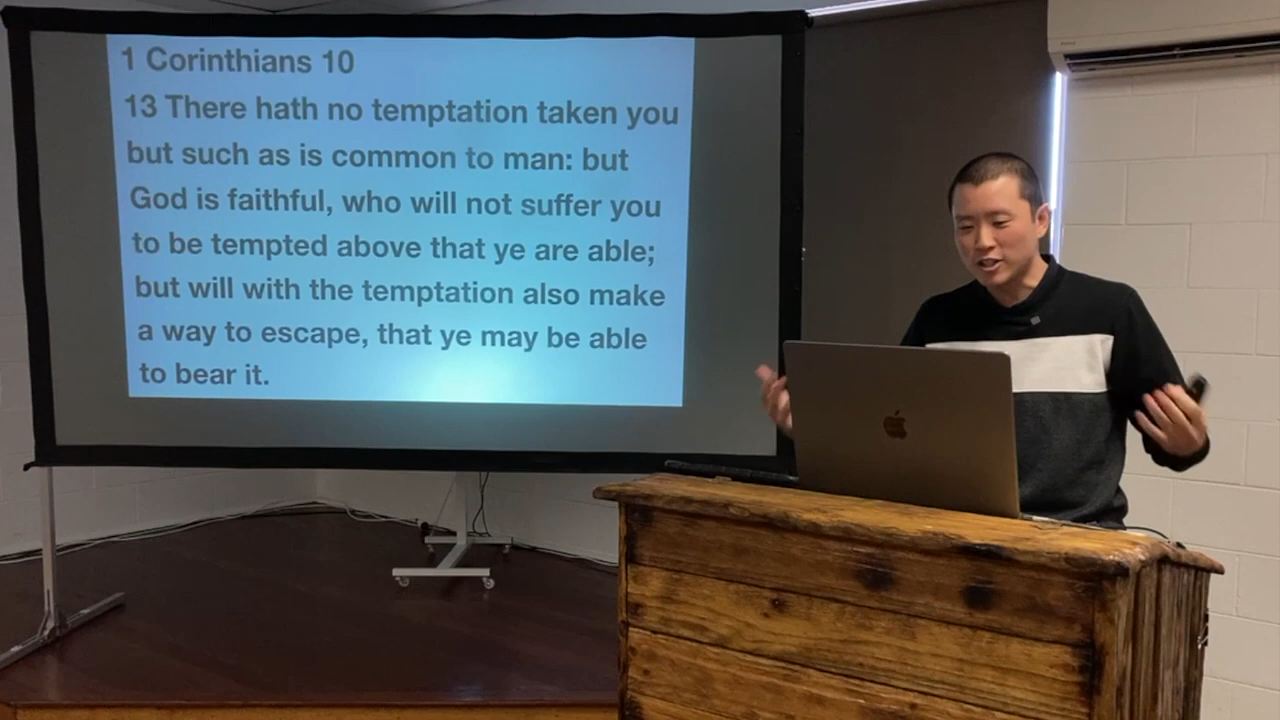 1 Corinthians 10
13 There hath no temptation taken you
but such as is common to man: but
God is faithful, who will not suffer you
to be tempted above that ye are able;
but will with the temptation also make
a way to escape, that ye may be able
to bear it.